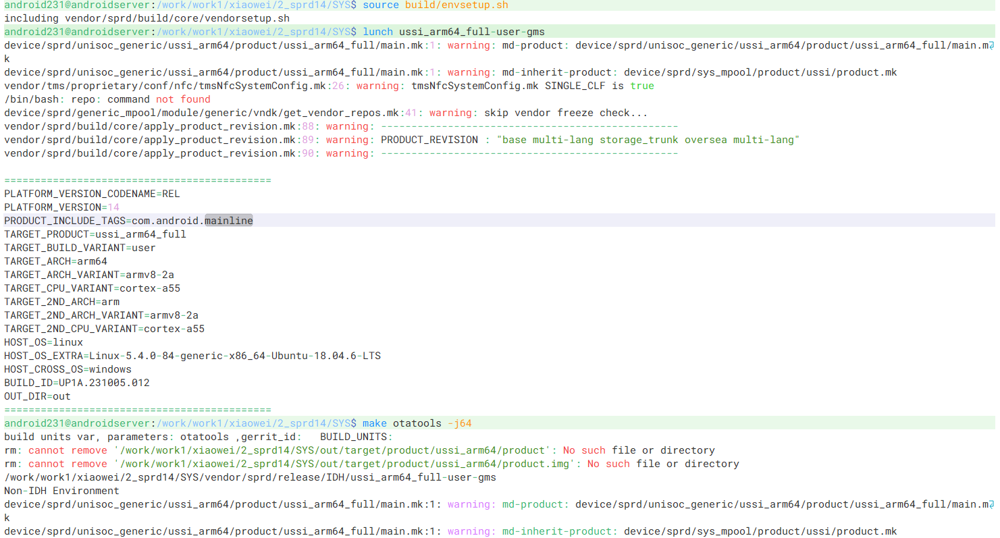 android231@androidserver:/work/work1/xiaowei/2_sprd14/SYS$ source build/envsetup.sh
including vendor/sprd/build/core/vendorsetup.sh
android231@androidserver:/work/work1/xiaowei/2_sprd14/SYS$ lunch ussi_arm64_full-user-gms
device/sprd/unisoc_generic/ussi_arm64/product/ussi_arm64_full/main.mk:1: warning: md-product: device/sprd/unisoc_generic/ussi_arm64/product/ussi_arm64_full/main.m
k
device/sprd/unisoc_generic/ussi_arm64/product/ussi_arm64_full/main.mk:1: warning: md-inherit-product: device/sprd/sys_mpool/product/ussi/product.mk
vendor/tms/proprietary/conf/nfc/tmsNfcSystemConfig.mk:26: warning: tmsNfcSystemConfig.mk SINGLE_CLF is true
/bin/bash: repo: command not found
device/sprd/generic_mpool/module/generic/vndk/get_vendor_repos.mk:41: warning: skip vendor freeze check...
vendor/sprd/build/core/apply_product_revision.mk:88: warning: -------------------------------------------------
vendor/sprd/build/core/apply_product_revision.mk:89: warning: PRODUCT_REVISION : "base multi-lang storage_trunk oversea multi-lang"
vendor/sprd/build/core/apply_product_revision.mk:90: warning: -------------------------------------------------
============================================
PLATFORM_VERSION_CODENAME=REL
PLATFORM_VERSION=14
PRODUCT_INCLUDE_TAGS=com.android.mainline
TARGET_PRODUCT=ussi_arm64_full
TARGET_BUILD_VARIANT=user
TARGET_ARCH=arm64
TARGET_ARCH_VARIANT=armv8-2a
TARGET_CPU_VARIANT=cortex-a55
TARGET_2ND_ARCH=arm
TARGET_2ND_ARCH_VARIANT=armv8-2a
TARGET_2ND_CPU_VARIANT=cortex-a55
HOST_OS=linux
HOST_OS_EXTRA=Linux-5.4.0-84-generic-x86_64-Ubuntu-18.04.6-LTS
HOST_CROSS_OS=windows
BUILD_ID=UP1A.231005.012
OUT_DIR=out
============================================
android231@androidserver:/work/work1/xiaowei/2_sprd14/SYS$ make otatools -j64
build units var, parameters: otatools ,gerrit_id:   BUILD_UNITS:
rm: cannot remove '/work/work1/xiaowei/2_sprd14/SYS/out/target/product/ussi_arm64/product': No such file or directory
rm: cannot remove '/work/work1/xiaowei/2_sprd14/SYS/out/target/product/ussi_arm64/product.img': No such file or directory
/work/work1/xiaowei/2_sprd14/SYS/vendor/sprd/release/IDH/ussi_arm64_full-user-gms
Non-IDH Environment
device/sprd/unisoc_generic/ussi_arm64/product/ussi_arm64_full/main.mk:1: warning: md-product: device/sprd/unisoc_generic/ussi_arm64/product/ussi_arm64_full/main.m
k
device/sprd/unisoc_generic/ussi_arm64/product/ussi_arm64_full/main.mk:1: warning: md-inherit-product: device/sprd/sys_mpool/product/ussi/product.mk